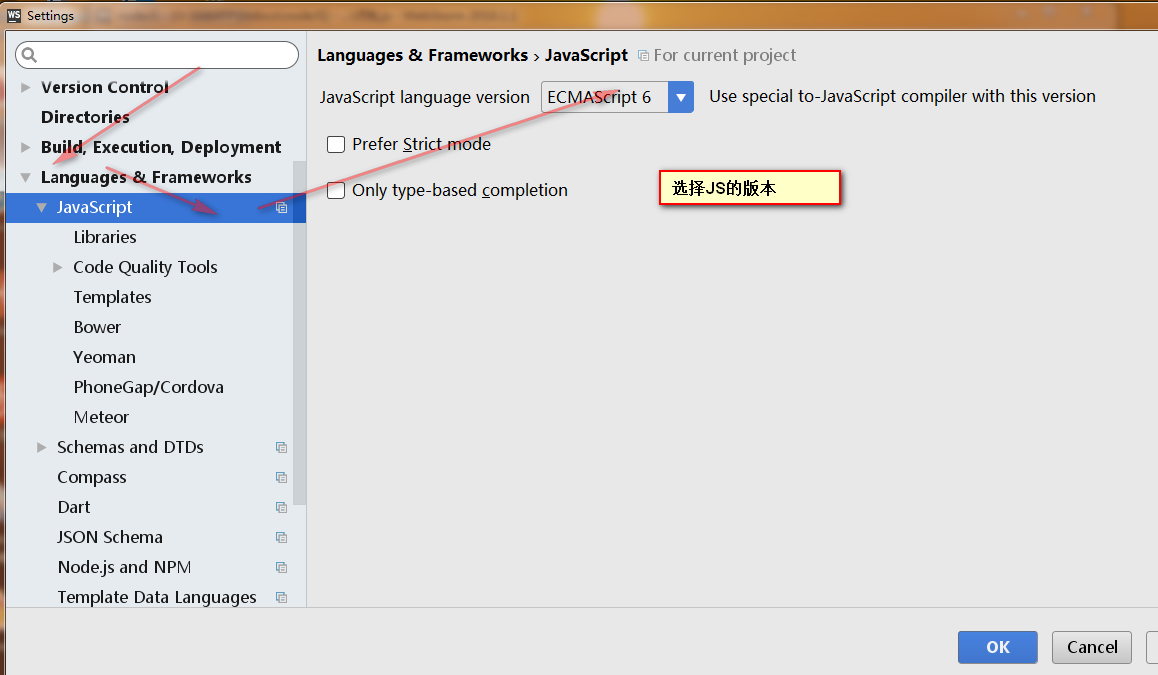 WS Settings
Languages & Frameworks › JavaScript For current project
Version Control
Directories
Build, Execution, Deployment
Languages & Frameworks
JavaScript
Libraries
Code Quality Tools
Templates
Bower
Yeoman
PhoneGap/Cordova
Meteor
Schemas and DTDs
Compass
Dart
JSON Schema
Node.js and NPM
Template Data Languages
JavaScript language version ECMAScript 6 Use special to-JavaScript compiler with this version
Prefer Strict mode
Only type-based completion
选择JS的版本
OK Cancel